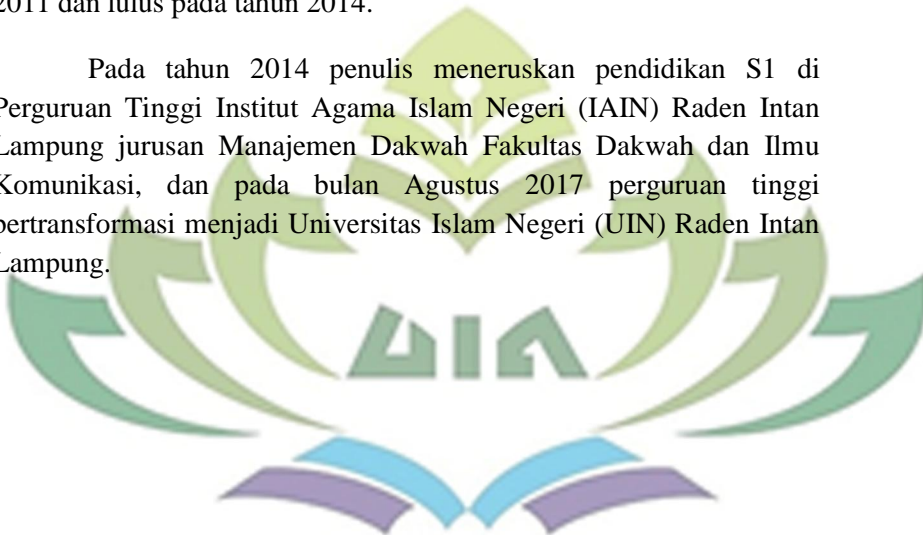 2011 dan lulus pada tahun 2014.
Pada tahun 2014 penulis meneruskan pendidikan S1 di
Perguruan Tinggi Institut Agama Islam Negeri (IAIN) Raden Intan
Lampung jurusan Manajemen Dakwah Fakultas Dakwah dan Ilmu
Komunikasi, dan pada bulan Agustus 2017 perguruan tinggi
bertransformasi menjadi Universitas Islam Negeri (UIN) Raden Intan
Lampung.
UIN